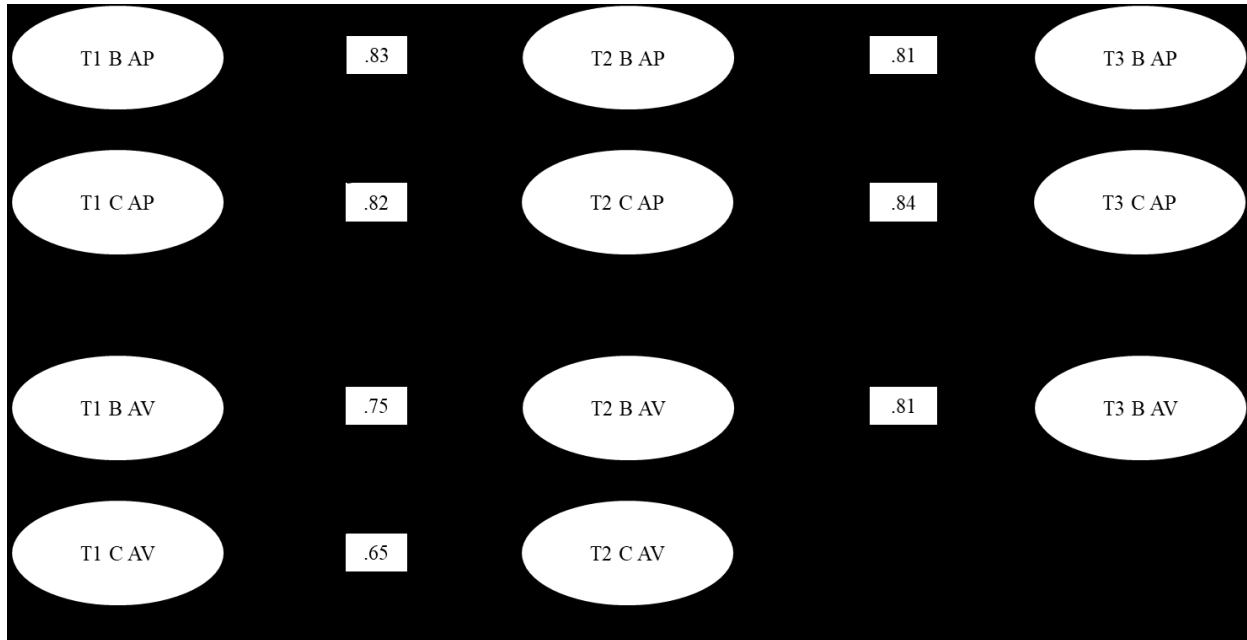 T1 B AP .83 T2 B AP .81 T3 B AP
T1 C AP .82 T2 C AP .84 T3 C AP
T1 B AV .75 T2 B AV .81 T3 B AV
T1 C AV .65 T2 C AV